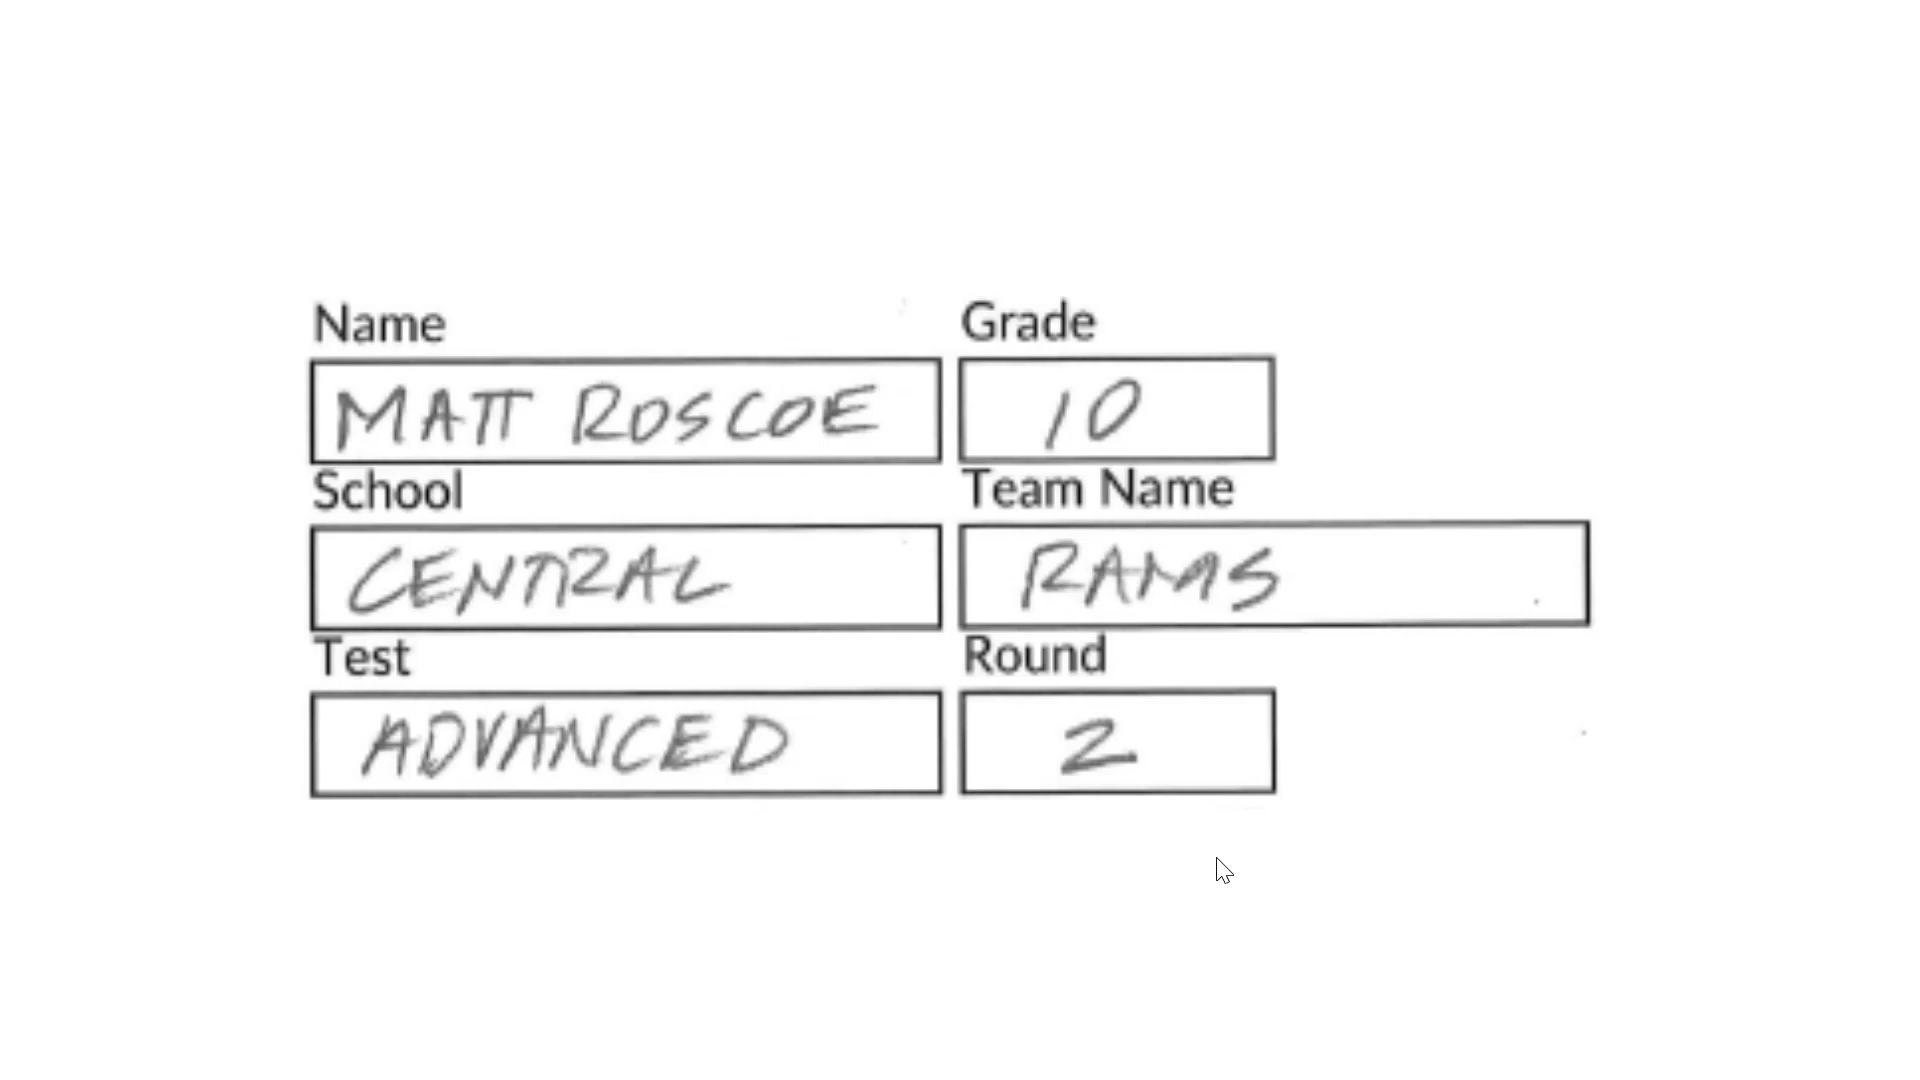 Name Grade
MATT ROSCOE 10
School Team Name
CENTRAL RAMS
Test Round
ADVANCED 2